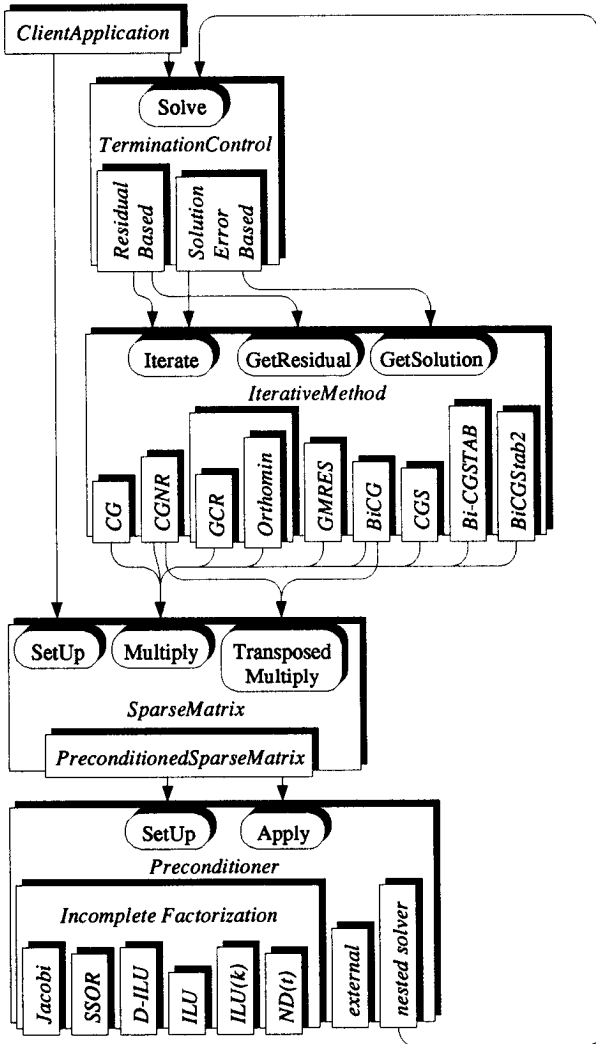 ClientApplication
Solve
TerminationControl
Residual
Based
Solution
Error
Based
Iterate
GetResidual
GetSolution
IterativeMethod
CG
CGNR
GCR
Orthomin
GMRES
BiCG
CGS
Bi-CGSTAB
BiCGStab2
SetUp
Multiply
Transposed
Multiply
SparseMatrix
PreconditionedSparseMatrix
SetUp
Apply
Preconditioner
Incomplete Factorization
Jacobi
SSOR
D-ILU
ILU
ILU(k)
ND(t)
external
nested solver